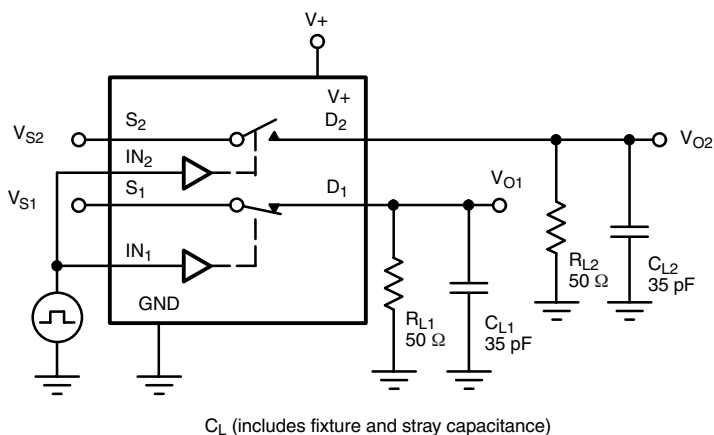 V+
V+
S2
D2
VS2
VO2
IN2
S1
D1
VO1
VS1
IN1
GND
RL2
50 Ω
CL2
35 pF
RL1
50 Ω
CL1
35 pF
CL (includes fixture and stray capacitance)